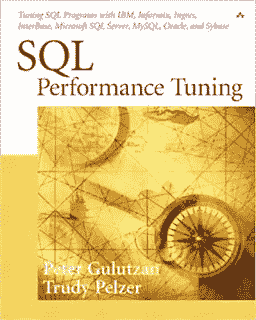 Tuning SQL Programs with IBM, Informix, Ingres,
InterBase, Microsoft SQL Server, MySQL, Oracle, and Sybase
SQL
Performance Tuning
Peter Gulutzan
Trudy Pelzer